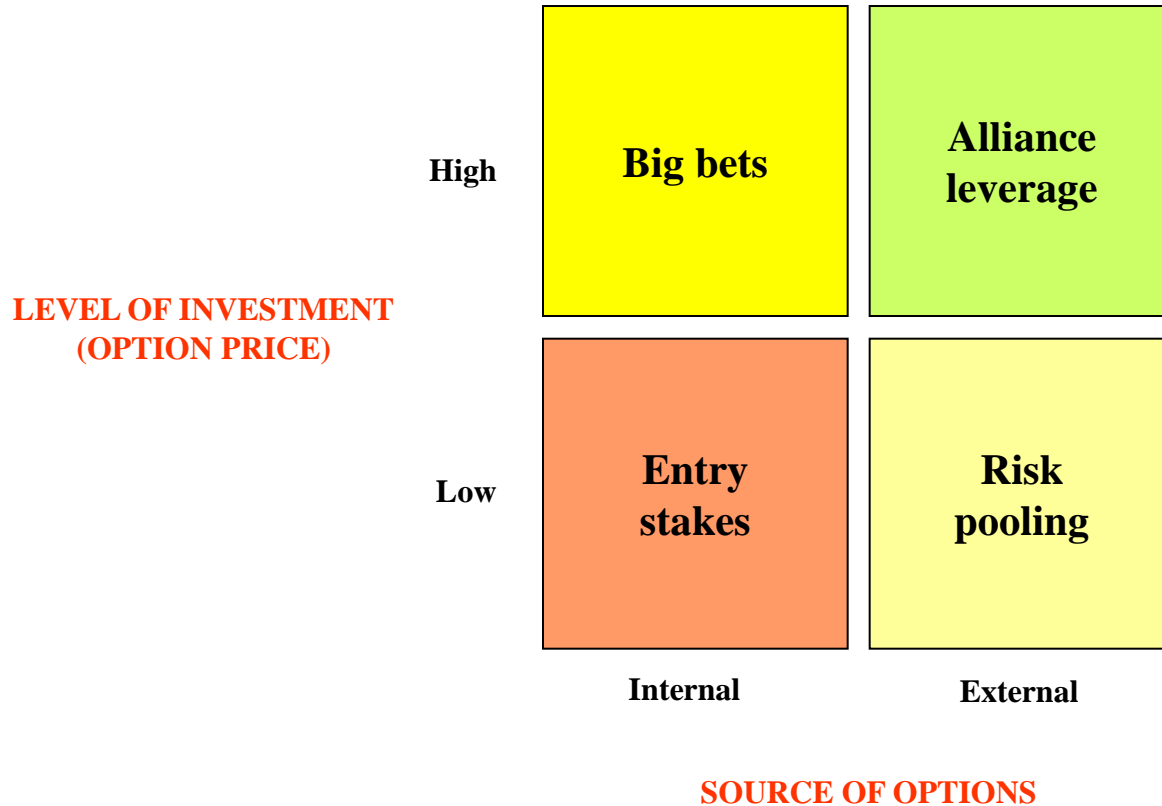 High
Big bets
Alliance
leverage
LEVEL OF INVESTMENT
(OPTION PRICE)
Low
Entry
stakes
Risk
pooling
Internal
External
SOURCE OF OPTIONS